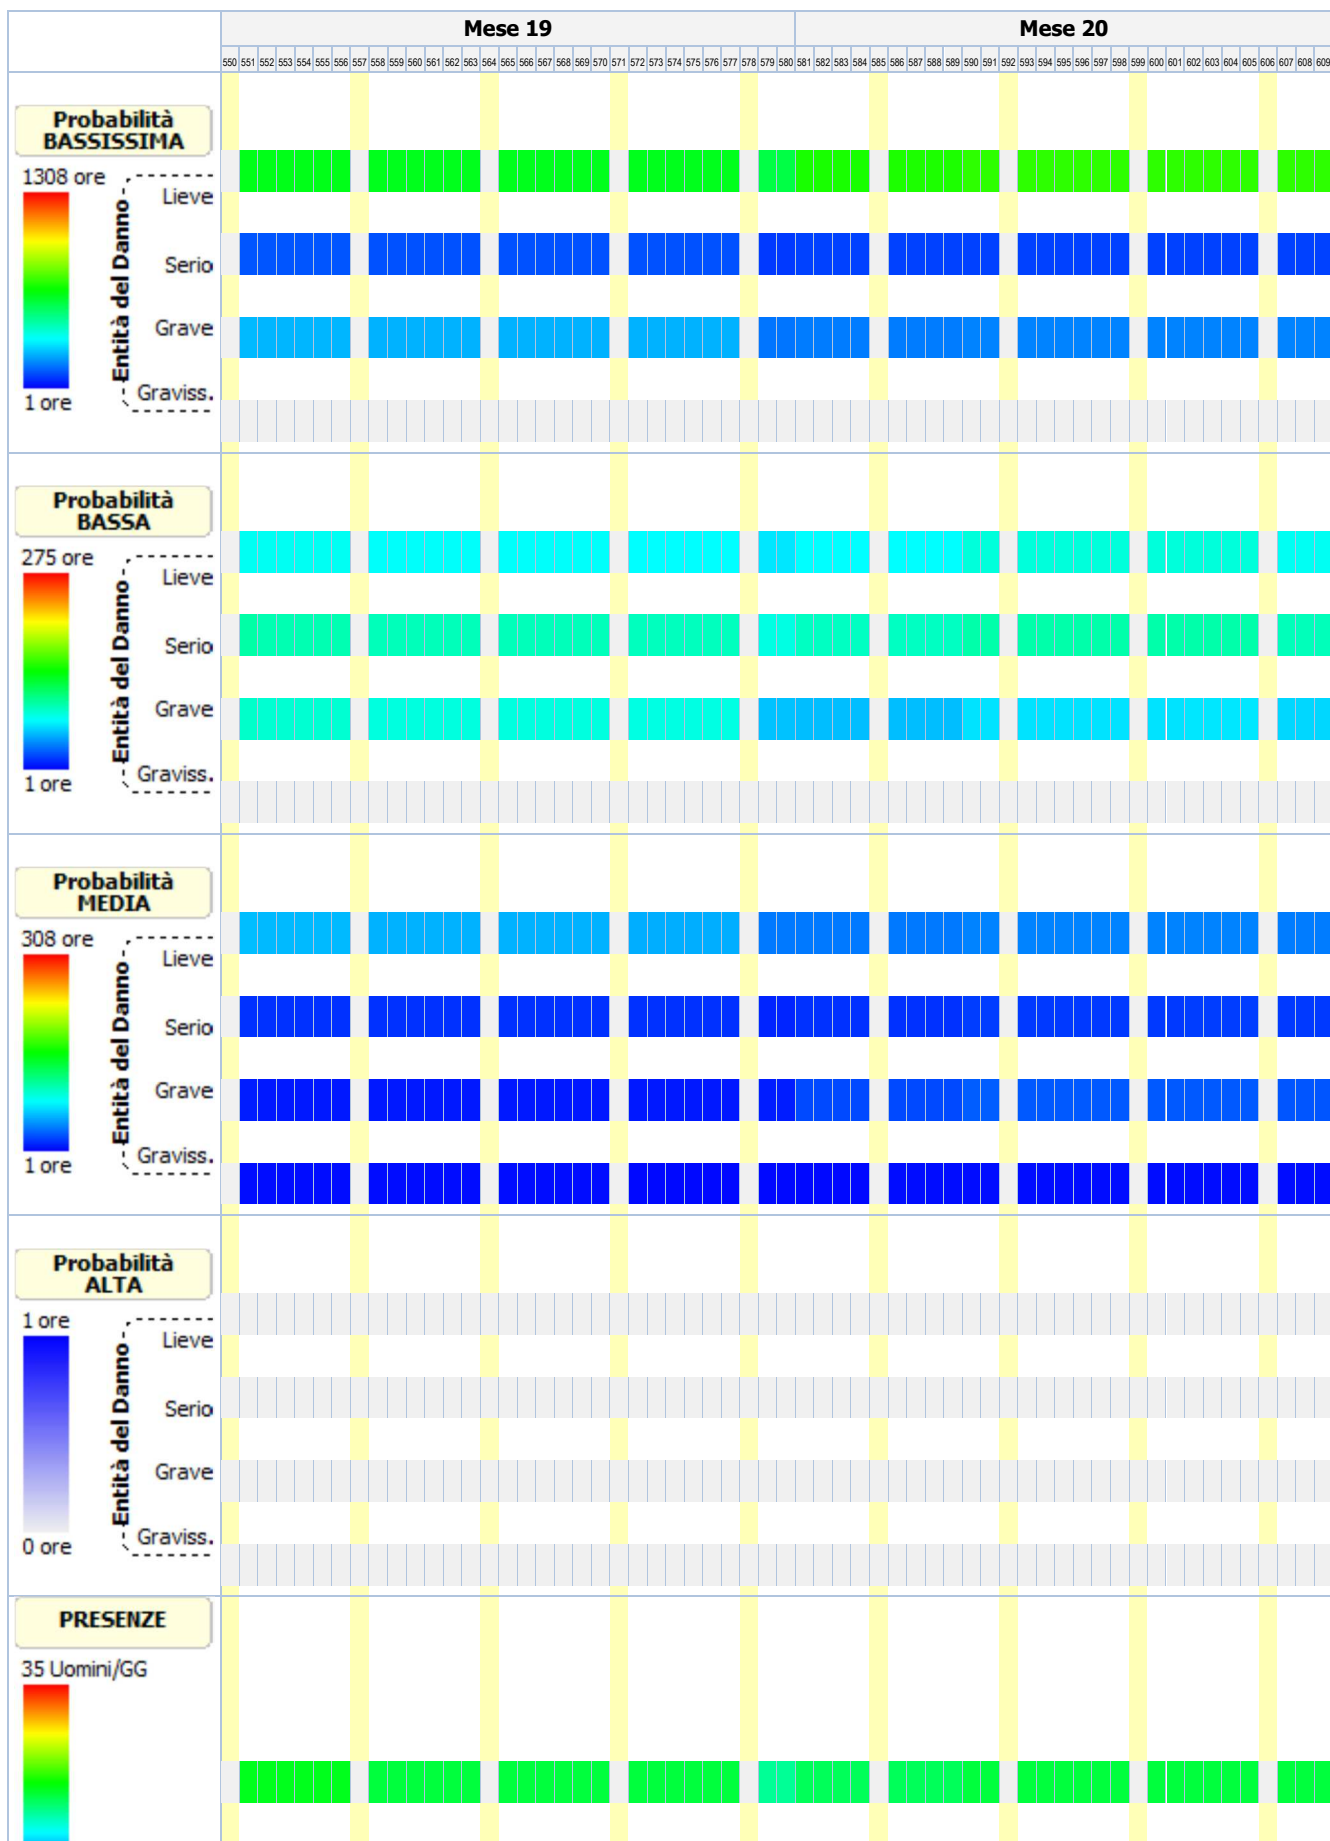 Mese 19 Mese 20
550 551 552 553 554 555 556 557 558 559 560 561 562 563 564 565 566 567 568 569 570 571 572 573 574 575 576 577 578 579 580 581 582 583 584 585 586 587 588 589 590 591 592 593 594 595 596 597 598 599 600 601 602 603 604 605 606 607 608 609
Probabilità
BASSISSIMA
1308 ore
Lieve
Serio
Entità del Danno
Grave
Graviss.
1 ore
Probabilità
BASSA
275 ore
Lieve
Serio
Entità del Danno
Grave
Graviss.
1 ore
Probabilità
MEDIA
308 ore
Lieve
Serio
Entità del Danno
Grave
Graviss.
1 ore
Probabilità
ALTA
1 ore
Lieve
Serio
Entità del Danno
Grave
Graviss.
0 ore
PRESENZE
35 Uomini/GG